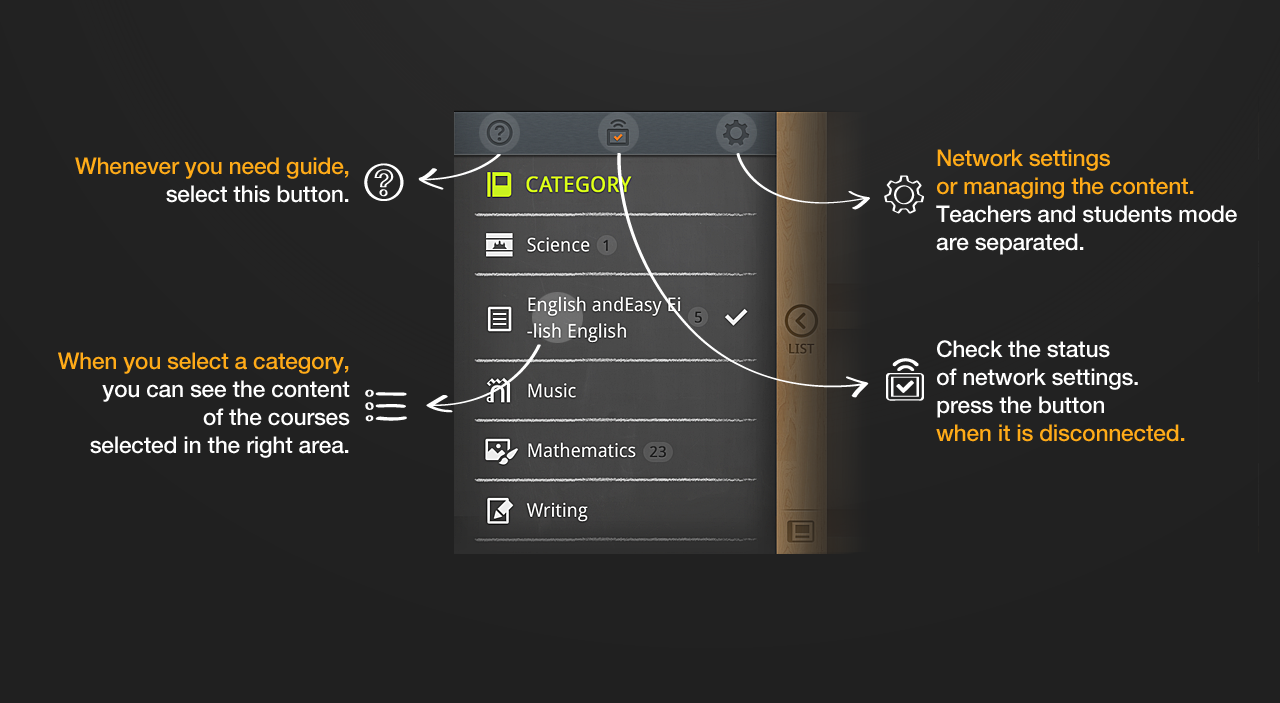 Whenever you need guide,
select this button.
When you select a category,
you can see the content
of the courses
selected in the right area.
CATEGORY
Science 1
English andEasy Ei
-lish English
5
Music
Mathematics 23
Writing
LIST
Network settings
or managing the content.
Teachers and students mode
are separated.
Check the status
of network settings.
press the button
when it is disconnected.